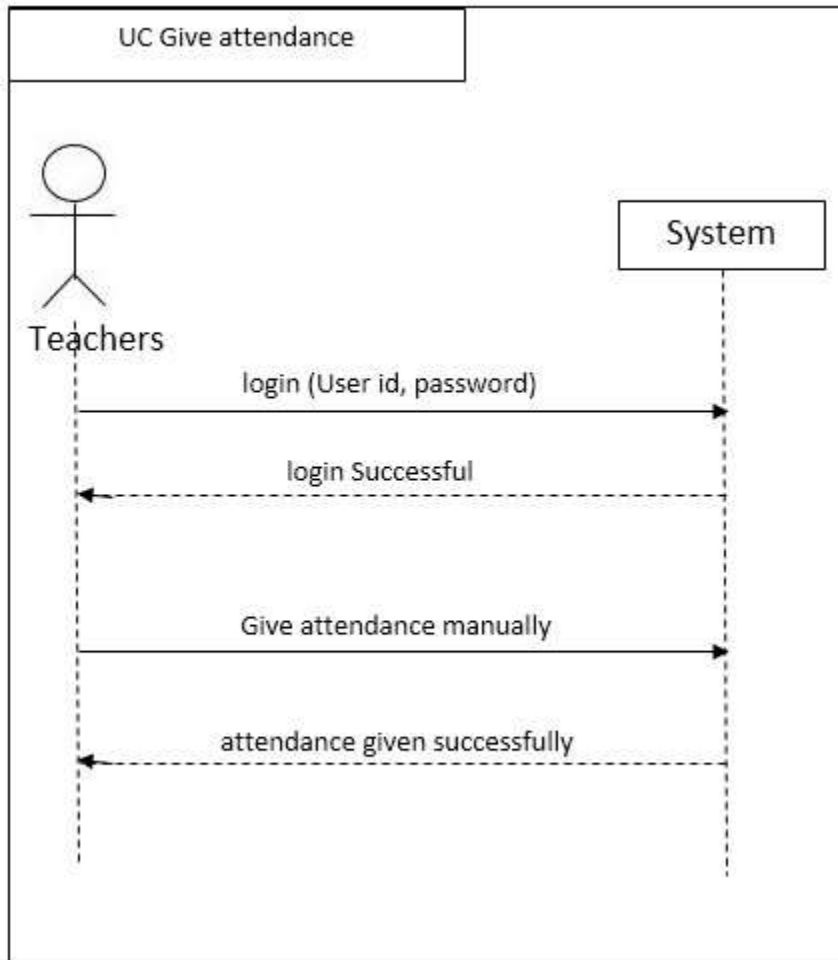 UC Give attendance
System
Teachers
login (User id, password)
login Successful
Give attendance manually
attendance given successfully